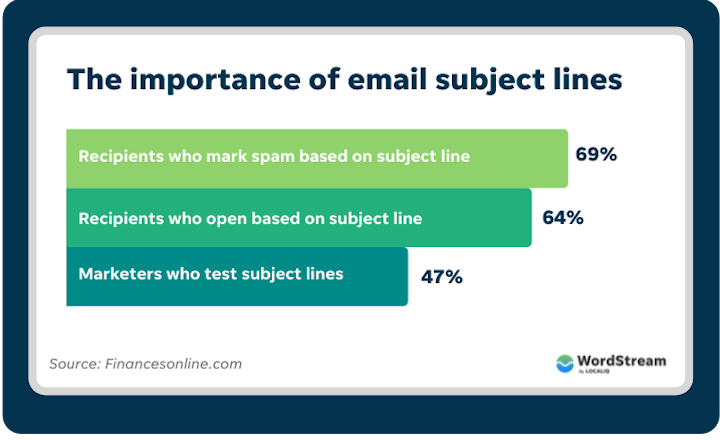 The importance of email subject lines
Recipients who mark spam based on subject line
69%
Recipients who open based on subject line
64%
Marketers who test subject lines
47%
Source: Financesonline.com
WordStream
by LOCALiQ